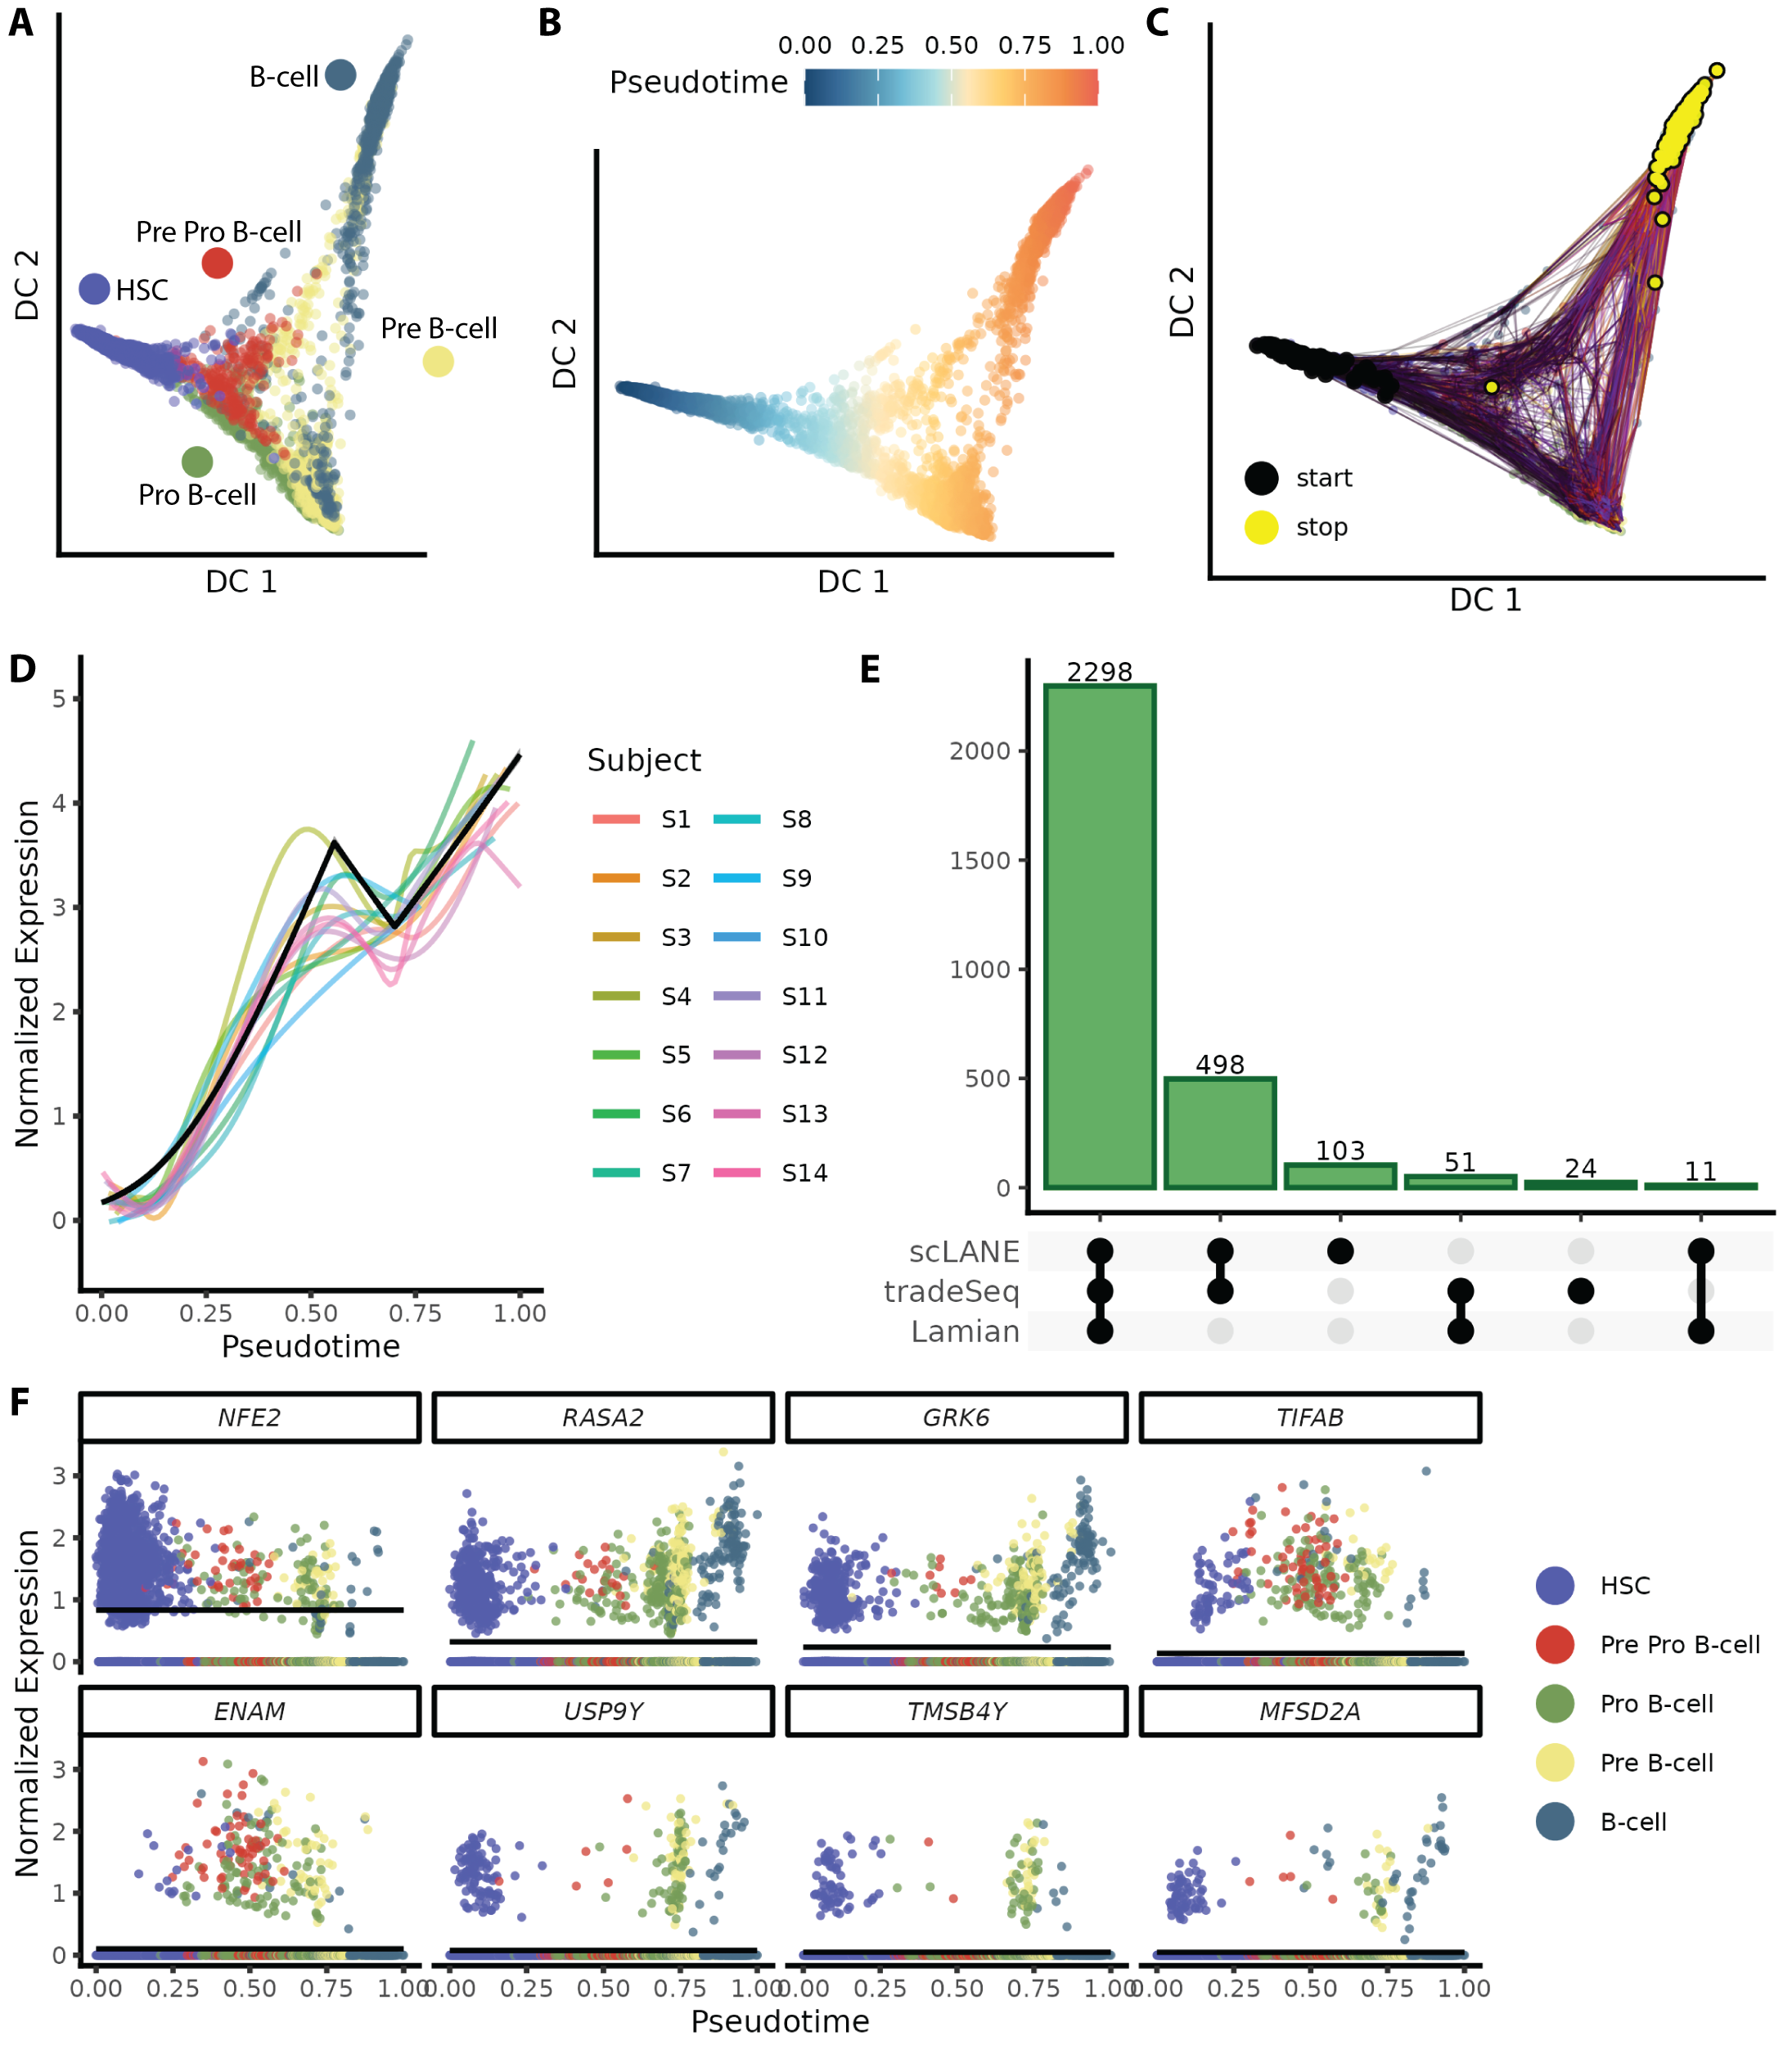 A
B-cell
Pre Pro B-cell
HSC
Pre B-cell
Pro B-cell
DC 2
DC 1
B
0.00 0.25 0.50 0.75 1.00
Pseudotime
DC 2
DC 1
C
start
stop
DC 2
DC 1
D
5
4
3
2
1
0
Normalized Expression
0.00 0.25 0.50 0.75 1.00
Pseudotime
Subject
S1 S8
S2 S9
S3 S10
S4 S11
S5 S12
S6 S13
S7 S14
E
2298
498
103
51
24
11
2000
1500
1000
500
0
scLANE
tradeSeq
Lamian
F
NFE2 RASA2 GRK6 TIFAB
3
2
1
0
ENAM USP9Y TMSB4Y MFSD2A
3
2
1
0
Normalized Expression
0.00 0.25 0.50 0.75 1.00 0.00 0.25 0.50 0.75 1.00 0.00 0.25 0.50 0.75 1.00 0.00 0.25 0.50 0.75 1.00
Pseudotime
HSC
Pre Pro B-cell
Pro B-cell
Pre B-cell
B-cell